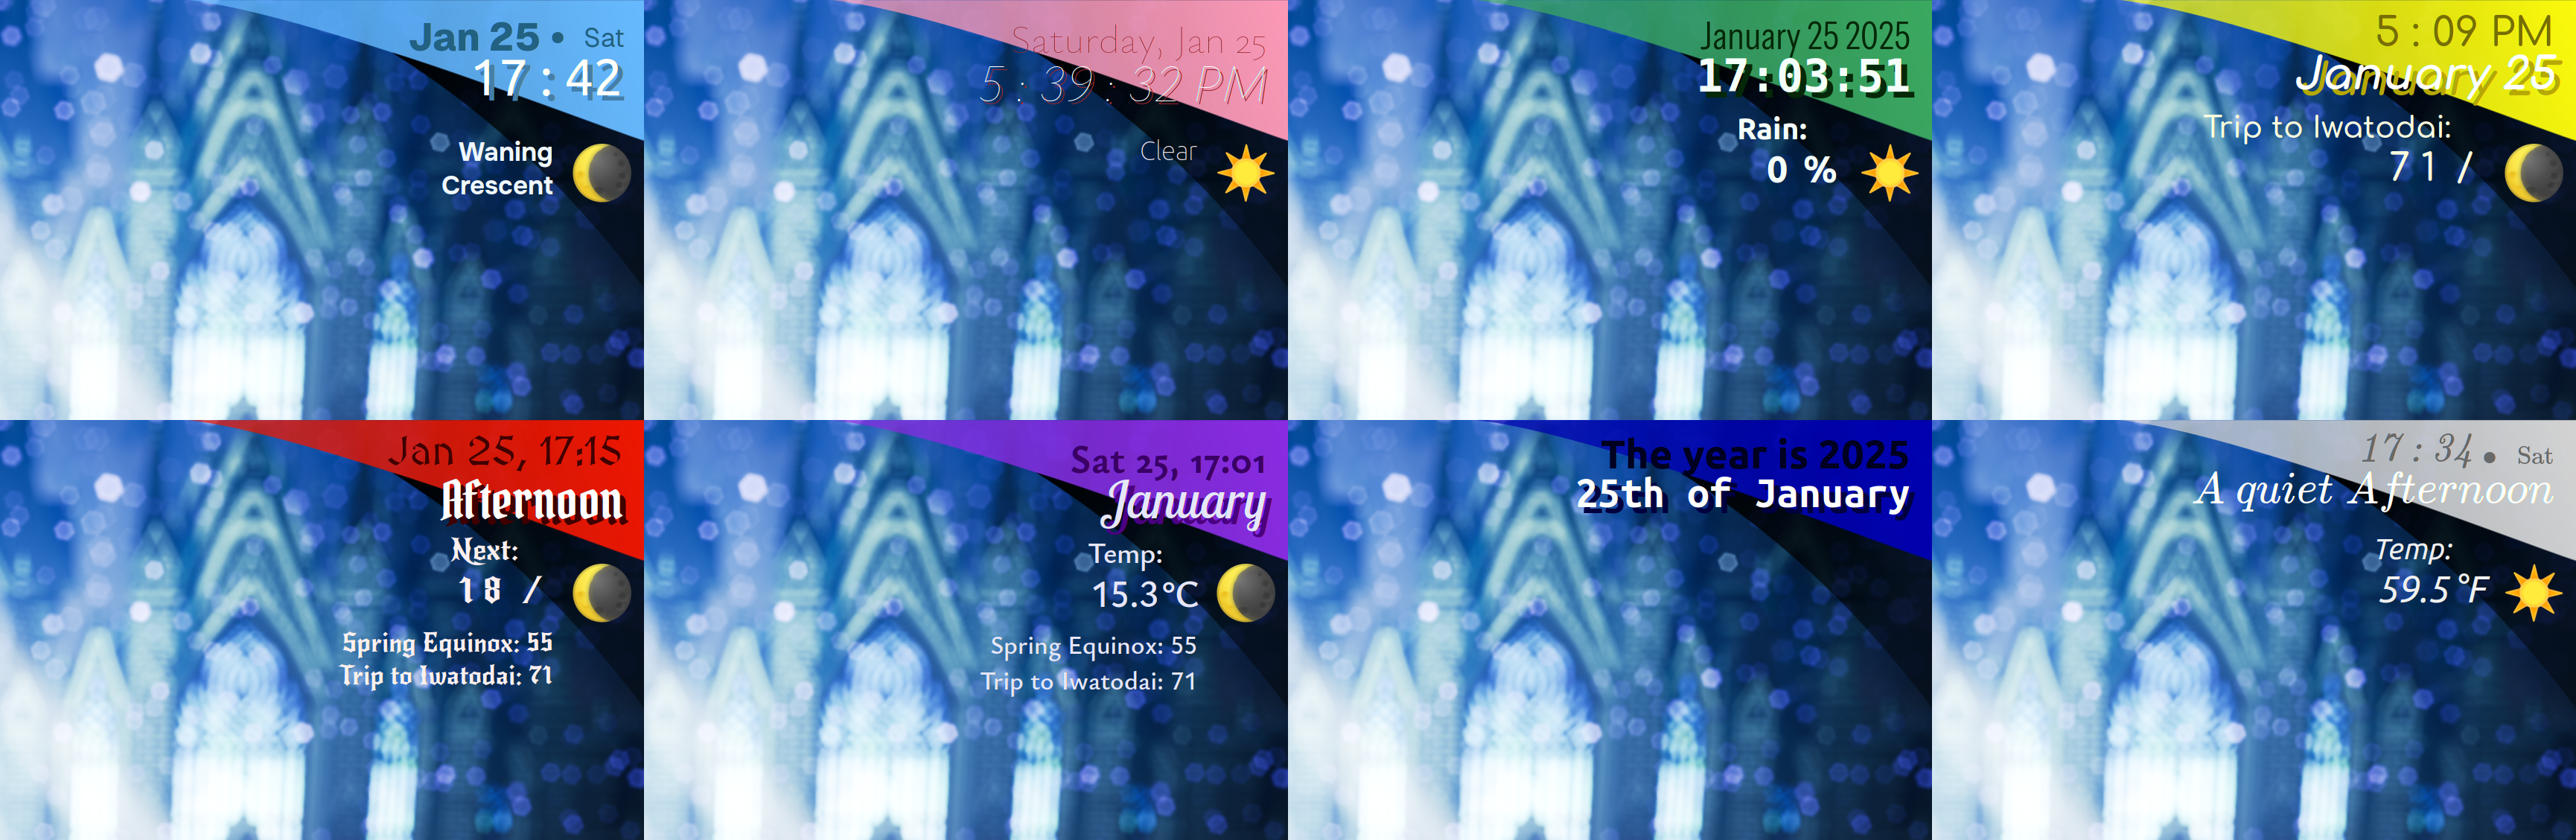 Jan 25 • Sat
17 : 42
Waning
Crescent
Saturday, Jan 25
5 : 39 : 32 PM
Clear
January 25 2025
17:03:51
Rain:
0 %
5 : 09 PM
January 25
Trip to Iwatodai:
71 /
Jan 25, 17:15
Afternoon
Next:
18 /
Spring Equinox: 55
Trip to Iwatodai: 71
Sat 25, 17:01
January
Temp:
15.3°C
Spring Equinox: 55
Trip to Iwatodai: 71
The year is 2025
25th of January
17 : 34 • Sat
A quiet Afternoon
Temp:
59.5°F